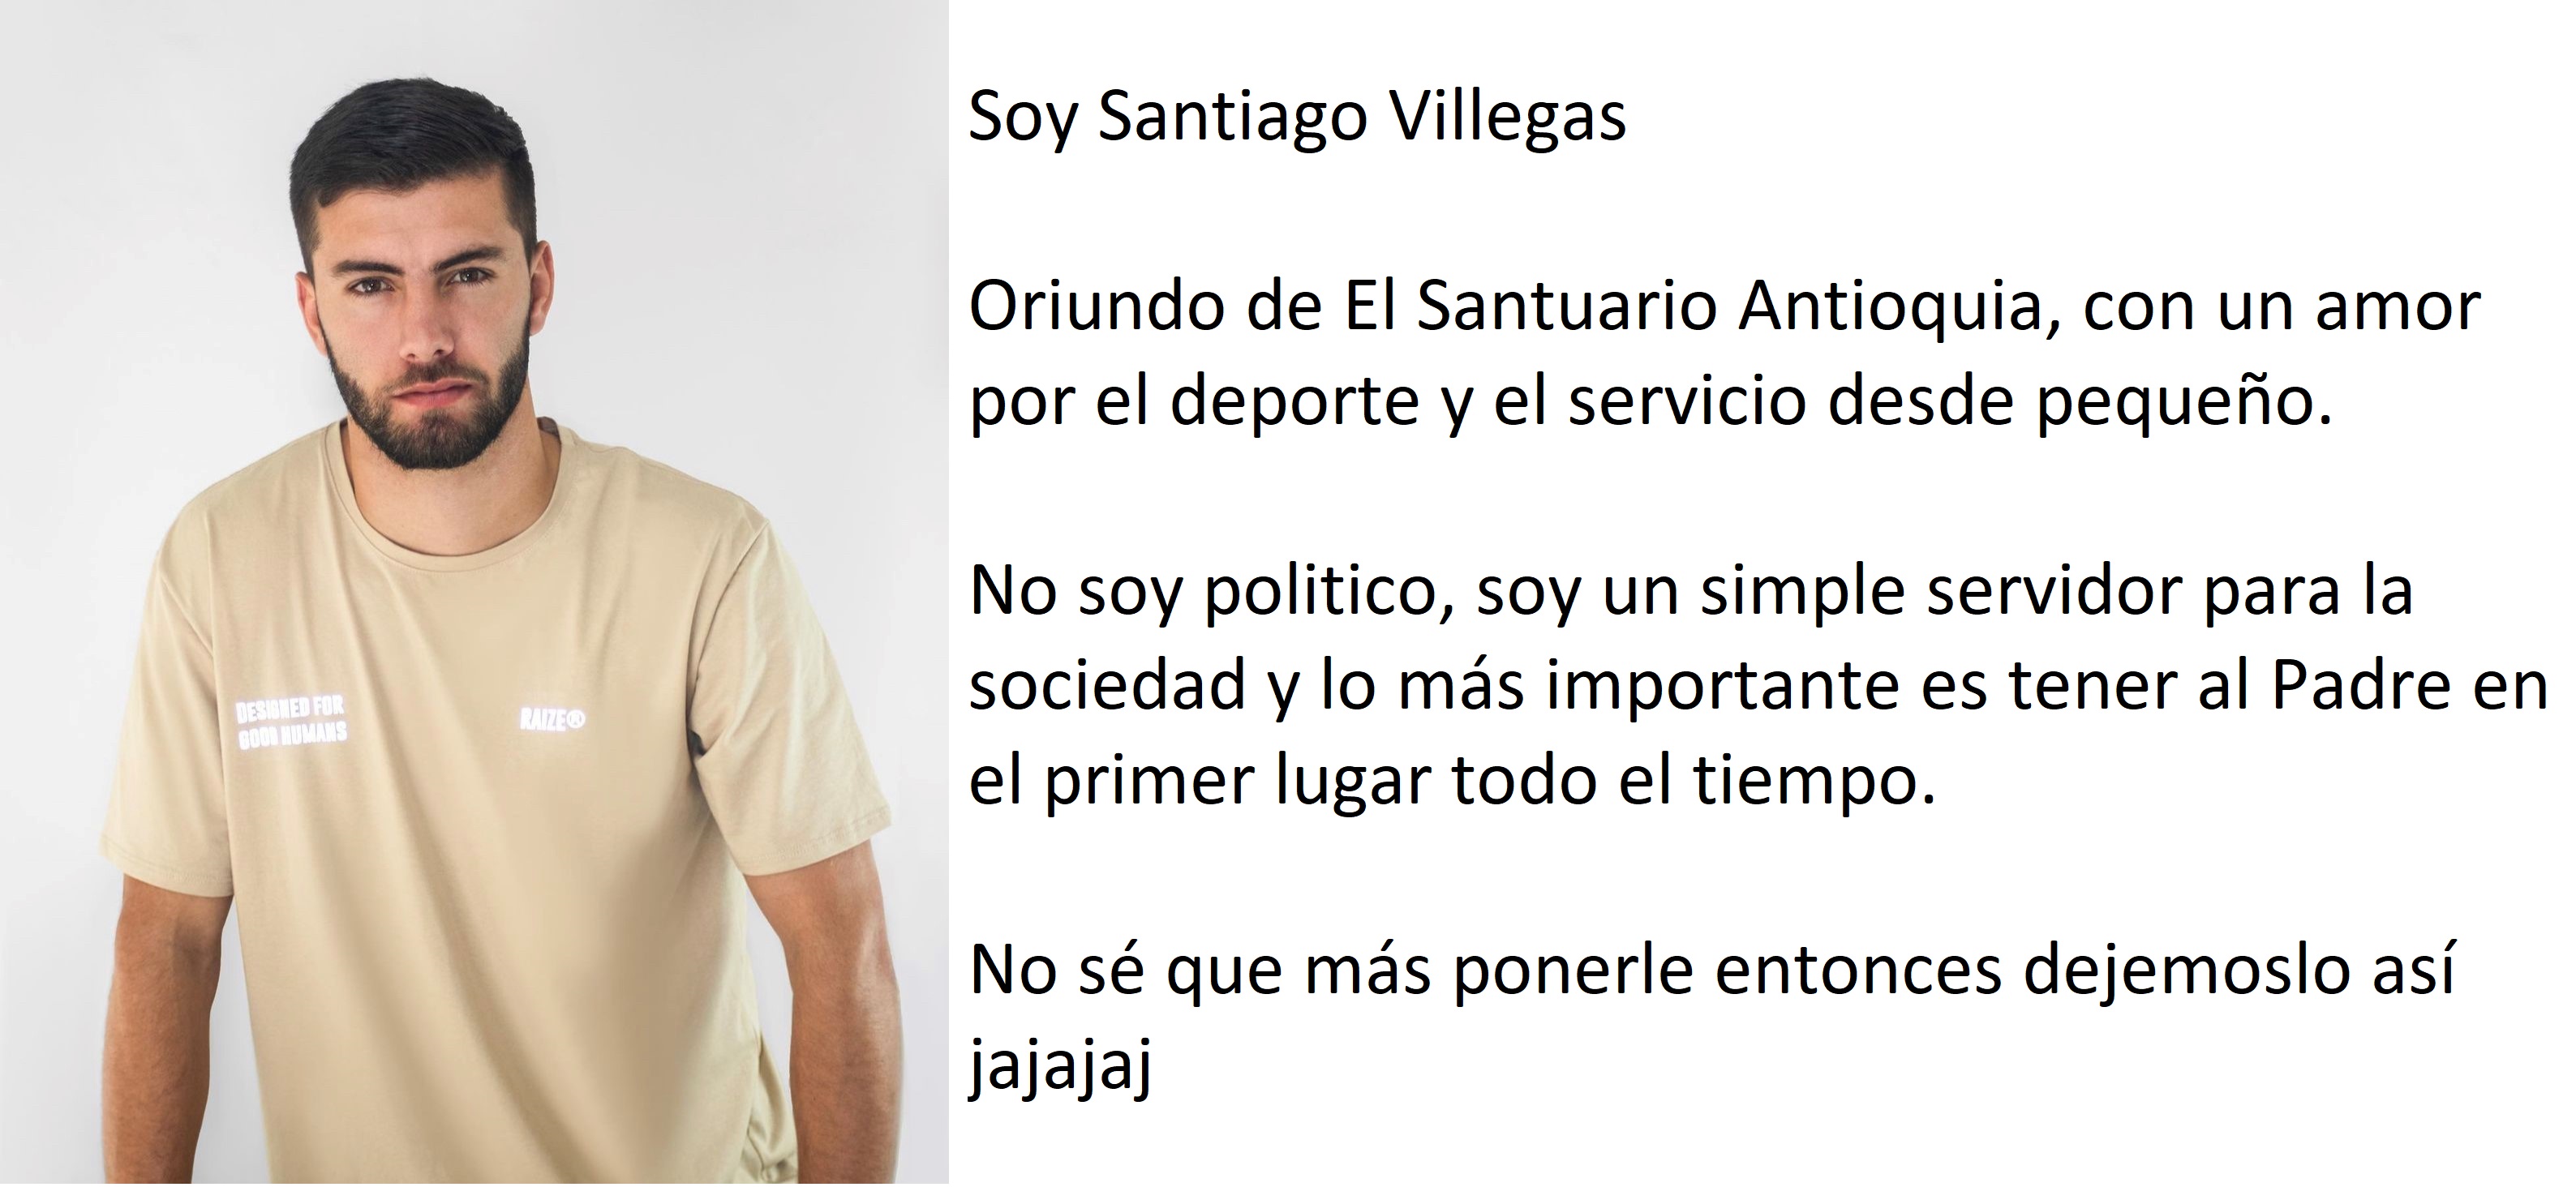 Soy Santiago Villegas
Oriundo de El Santuario Antioquia, con un amor
por el deporte y el servicio desde pequeño.
No soy politico, soy un simple servidor para la
sociedad y lo más importante es tener al Padre en
el primer lugar todo el tiempo.
No sé que más ponerle entonces dejemoslo así
jajajaj
DESIGNED FOR
GOOD HUMANS
RAIZE®